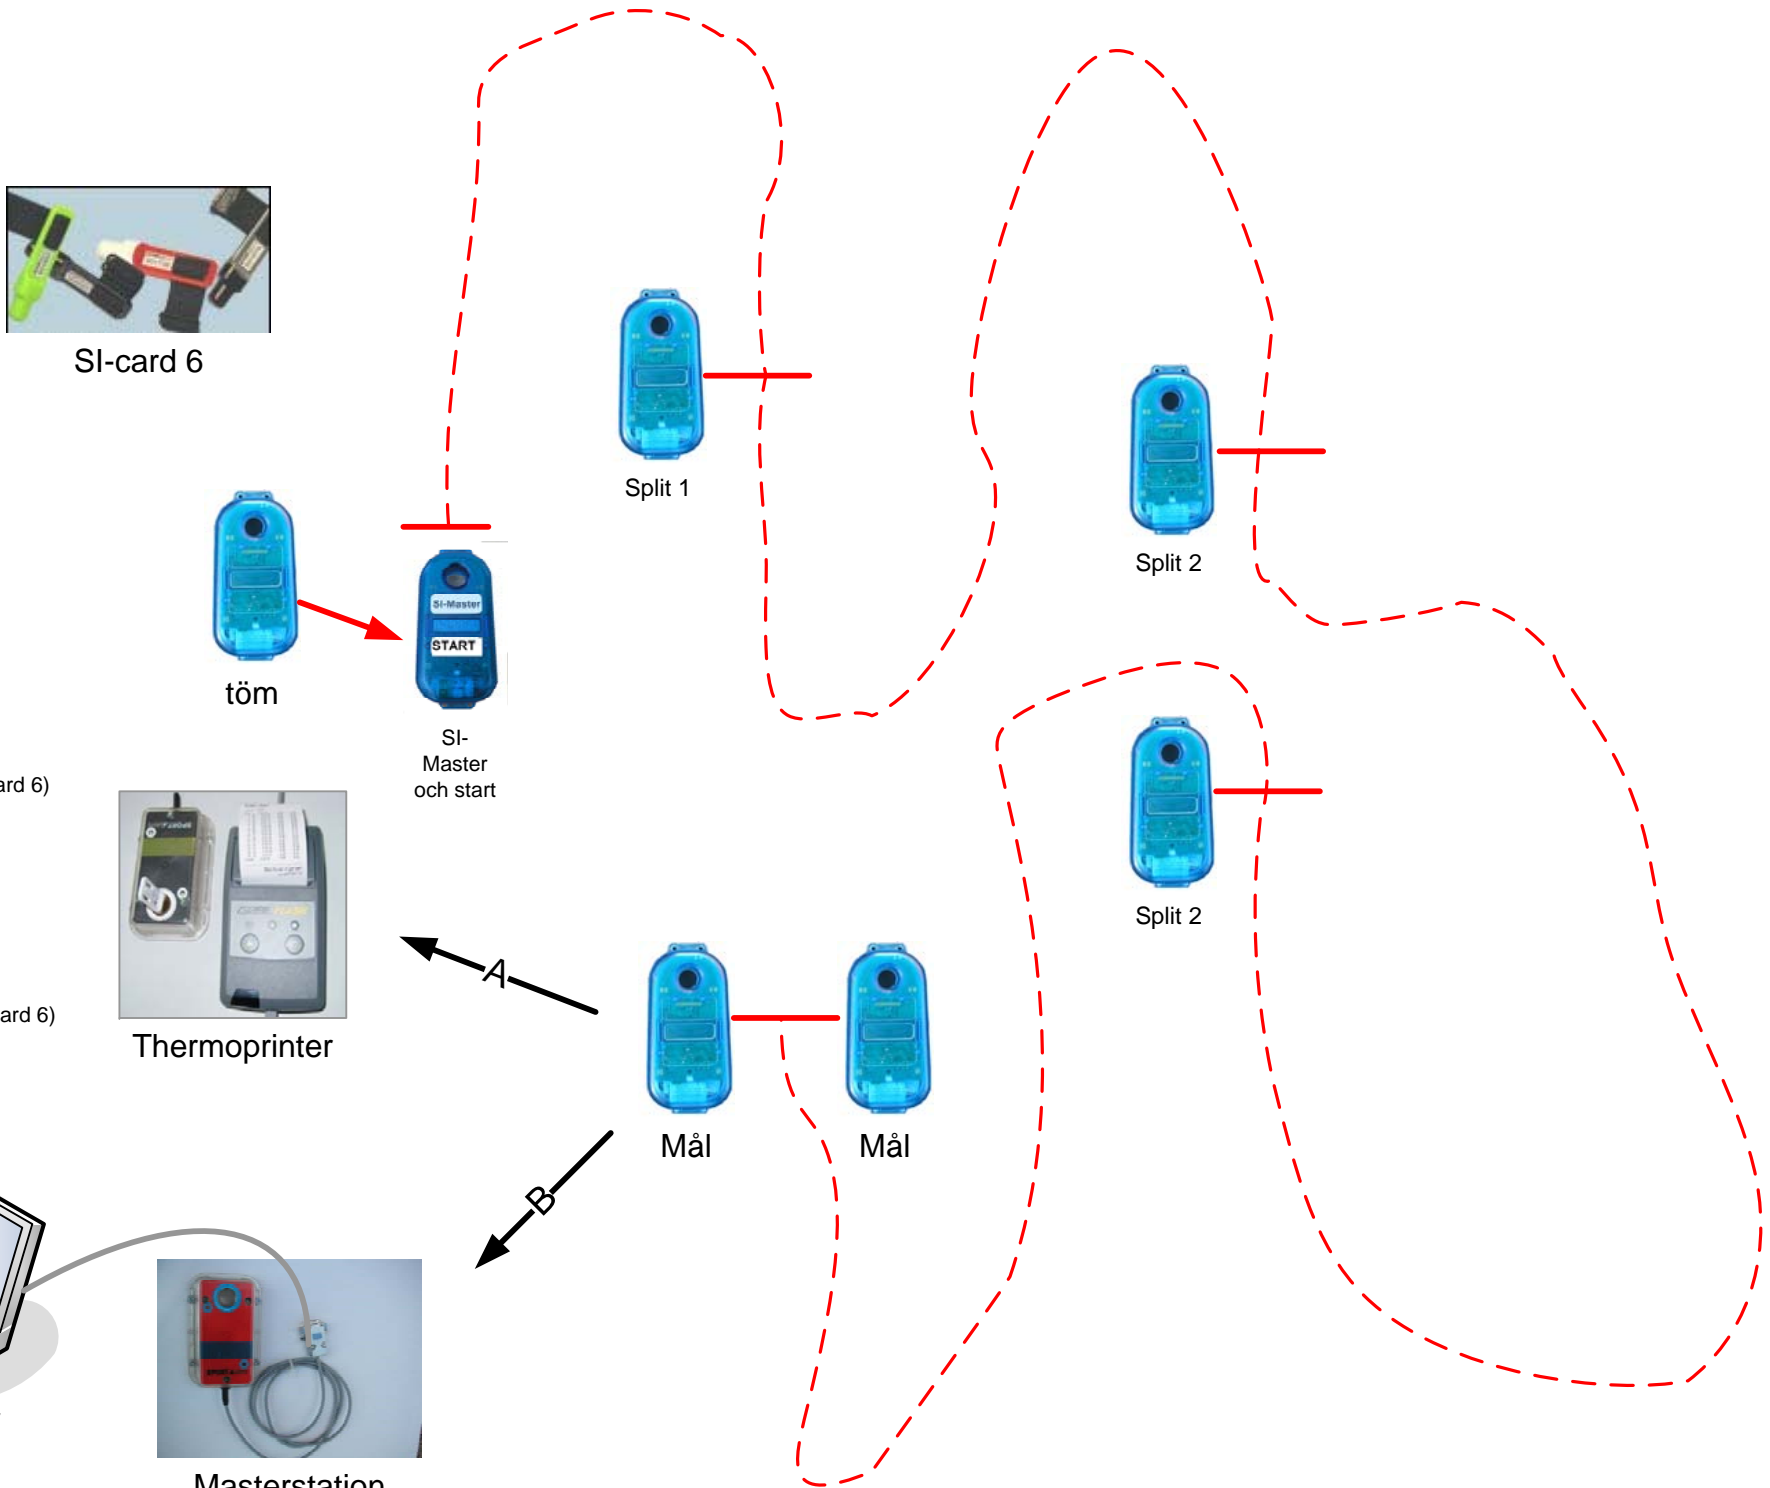 SI-card 6
Split 1
Split 2
töm
SI-Master
START
SI-
Master
och start
ard 6)
Split 2
A
ard 6)
Thermoprinter
Mål
Mål
B
Masterstation